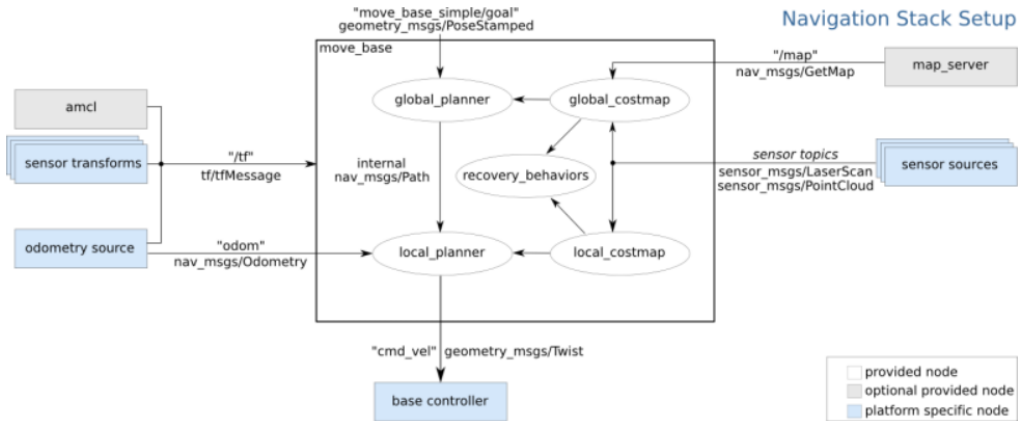 Navigation Stack Setup
"move_base_simple/goal"
geometry_msgs/PoseStamped
move_base
"/map"
nav_msgs/GetMap
map_server
global_planner
global_costmap
amcl
sensor transforms
"/tf"
tf/tfMessage
internal
nav_msgs/Path
recovery_behaviors
sensor topics
sensor_msgs/LaserScan
sensor_msgs/PointCloud
sensor sources
odometry source
"odom"
nav_msgs/Odometry
local_planner
local_costmap
"cmd_vel" geometry_msgs/Twist
base controller
provided node
optional provided node
platform specific node